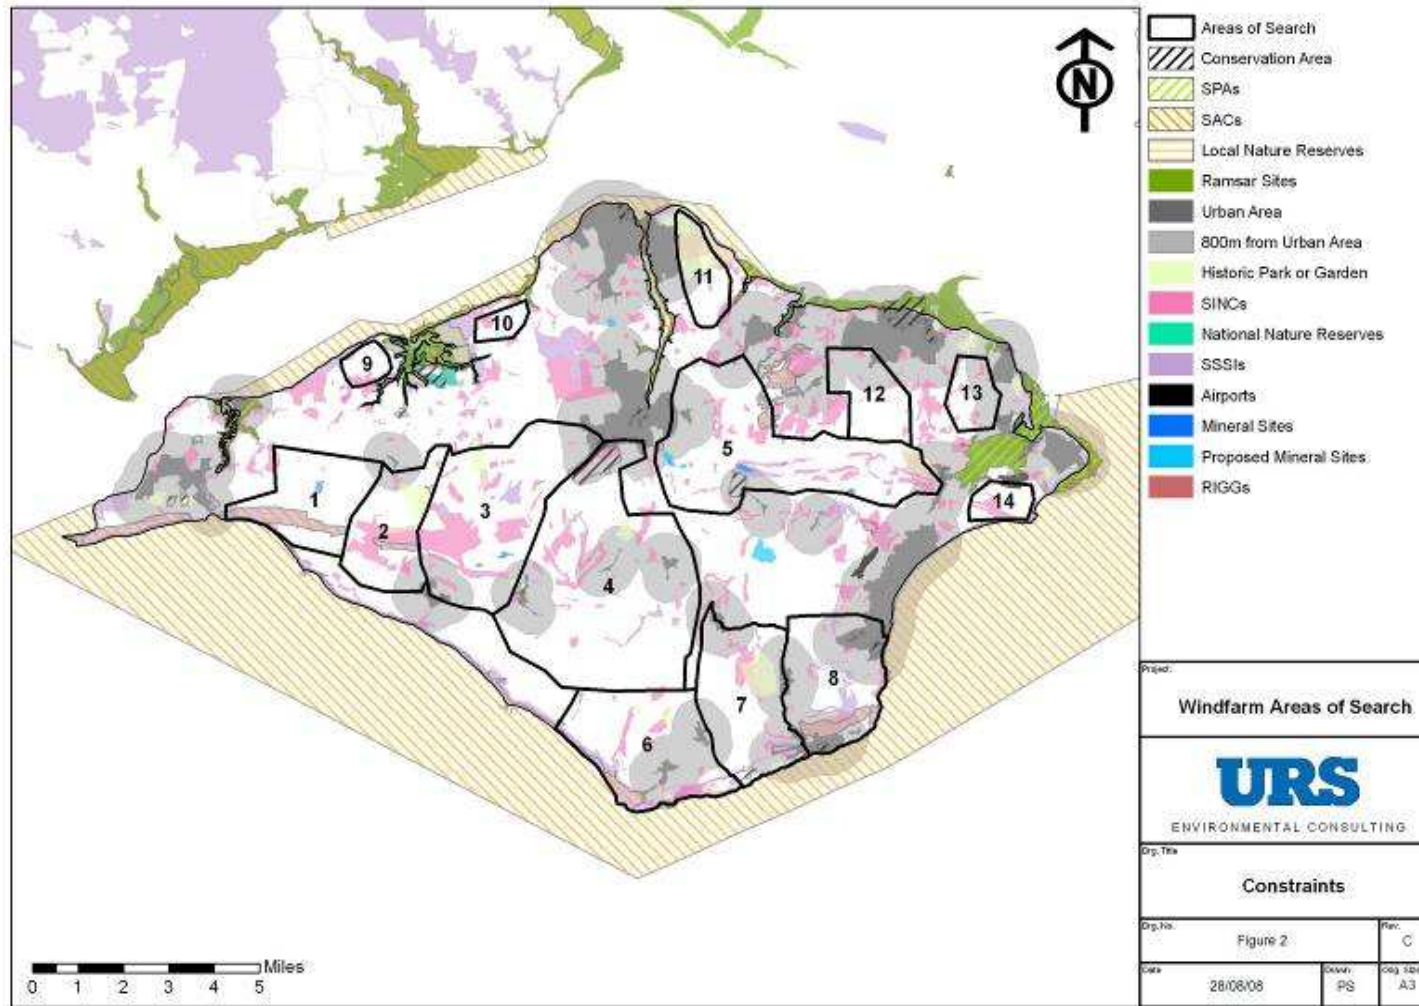 N
Areas of Search
Conservation Area
SPAs
SACs
Local Nature Reserves
Ramsar Sites
Urban Area
800m from Urban Area
Historic Park or Garden
SINCs
National Nature Reserves
SSSIs
Airports
Mineral Sites
Proposed Mineral Sites
RIGGs
11
10
9
12
13
5
1
3
2
14
4
8
7
6
Miles
0 1 2 3 4 5
Project:
Windfarm Areas of Search
URS
ENVIRONMENTAL CONSULTING
Drg. Title
Constraints
Drg. No.
Figure 2
Rev.
C
Date
28/08/08
Drawn
PS
Orig. Size
A3